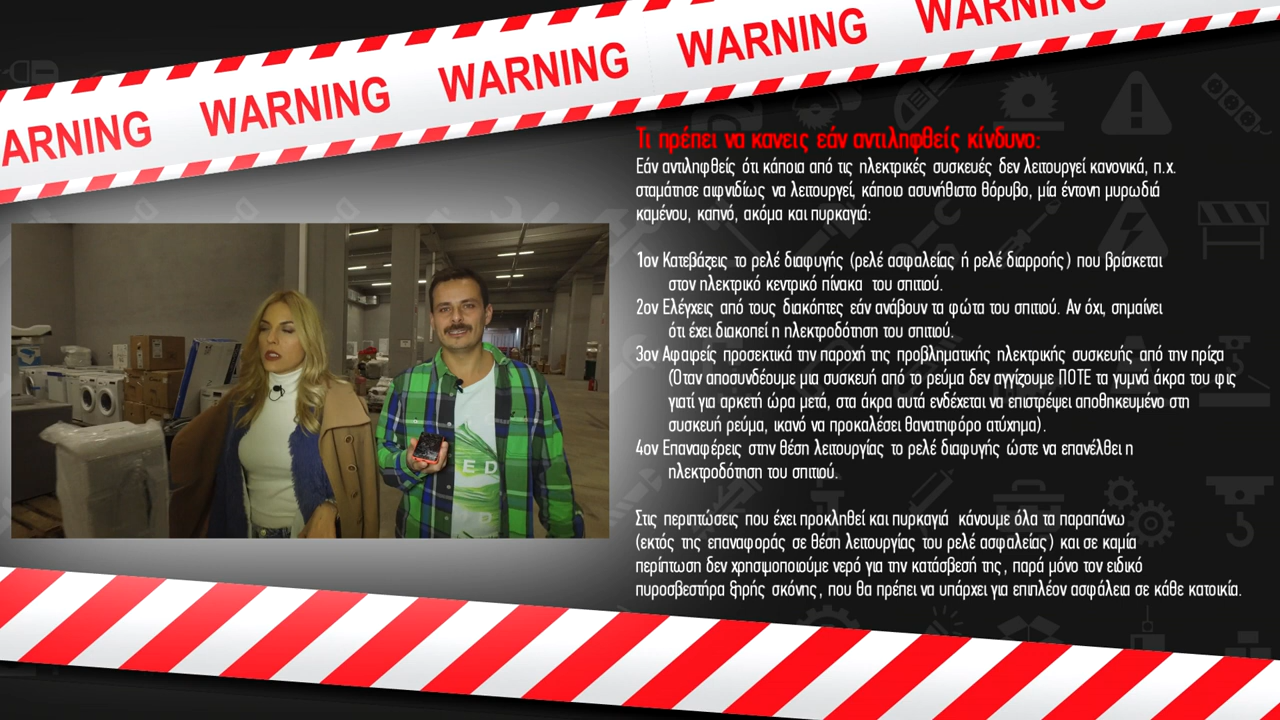 ARNING WARNING WARNING WARNING WARNING
Τι πρέπει να κανεις εάν αντιληφθείς κίνδυνο:
Εάν αντιληφθείς ότι κάποια από τις ηλεκτρικές συσκευές δεν λειτουργεί κανονικά, π.χ.
σταμάτησε αιφνιδίως να λειτουργεί, κάποιο ασυνήθιστο θόρυβο, μία έντονη μυρωδιά
καμένου, καπνό, ακόμα και πυρκαγιά:
1ον Κατεβάζεις το ρελέ διαφυγής (ρελέ ασφαλείας ή ρελέ διαρροής) που βρίσκεται
στον ηλεκτρικό κεντρικό πίνακα του σπιτιού.
2ον Ελέγχεις από τους διακόπτες εάν ανάβουν τα φώτα του σπιτιού. Αν όχι, σημαίνει
ότι έχει διακοπεί η ηλεκτροδότηση του σπιτιού.
3ον Αφαιρείς προσεκτικά την παροχή της προβληματικής ηλεκτρικής συσκευής από την πρίζα
(Όταν αποσυνδέουμε μια συσκευή από το ρεύμα δεν αγγίζουμε ΠΟΤΕ τα γυμνά άκρα του φις
γιατί για αρκετή ώρα μετά, στα άκρα αυτά ενδέχεται να επιστρέψει αποθηκευμένο στη
συσκευή ρεύμα, ικανό να προκαλέσει θανατηφόρο ατύχημα).
4ον Επαναφέρεις στην θέση λειτουργίας το ρελέ διαφυγής ώστε να επανέλθει η
ηλεκτροδότηση του σπιτιού.
Στις περιπτώσεις που έχει προκληθεί και πυρκαγιά κάνουμε όλα τα παραπάνω
(εκτός της επαναφοράς σε θέση λειτουργίας του ρελέ ασφαλείας) και σε καμία
περίπτωση δεν χρησιμοποιούμε νερό για την κατάσβεσή της, παρά μόνο τον ειδικό
πυροσβεστήρα ξηρής σκόνης, που θα πρέπει να υπάρχει για επιπλέον ασφάλεια σε κάθε κατοικία.